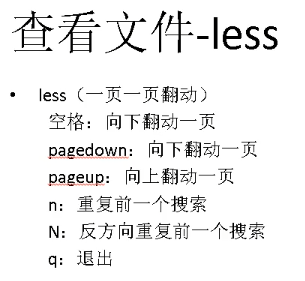 查看文件-less
• less（一页一页翻动）
空格：向下翻动一页
pagedown：向下翻动一页
pageup：向上翻动一页
n：重复前一个搜索
N：反方向重复前一个搜索
q：退出